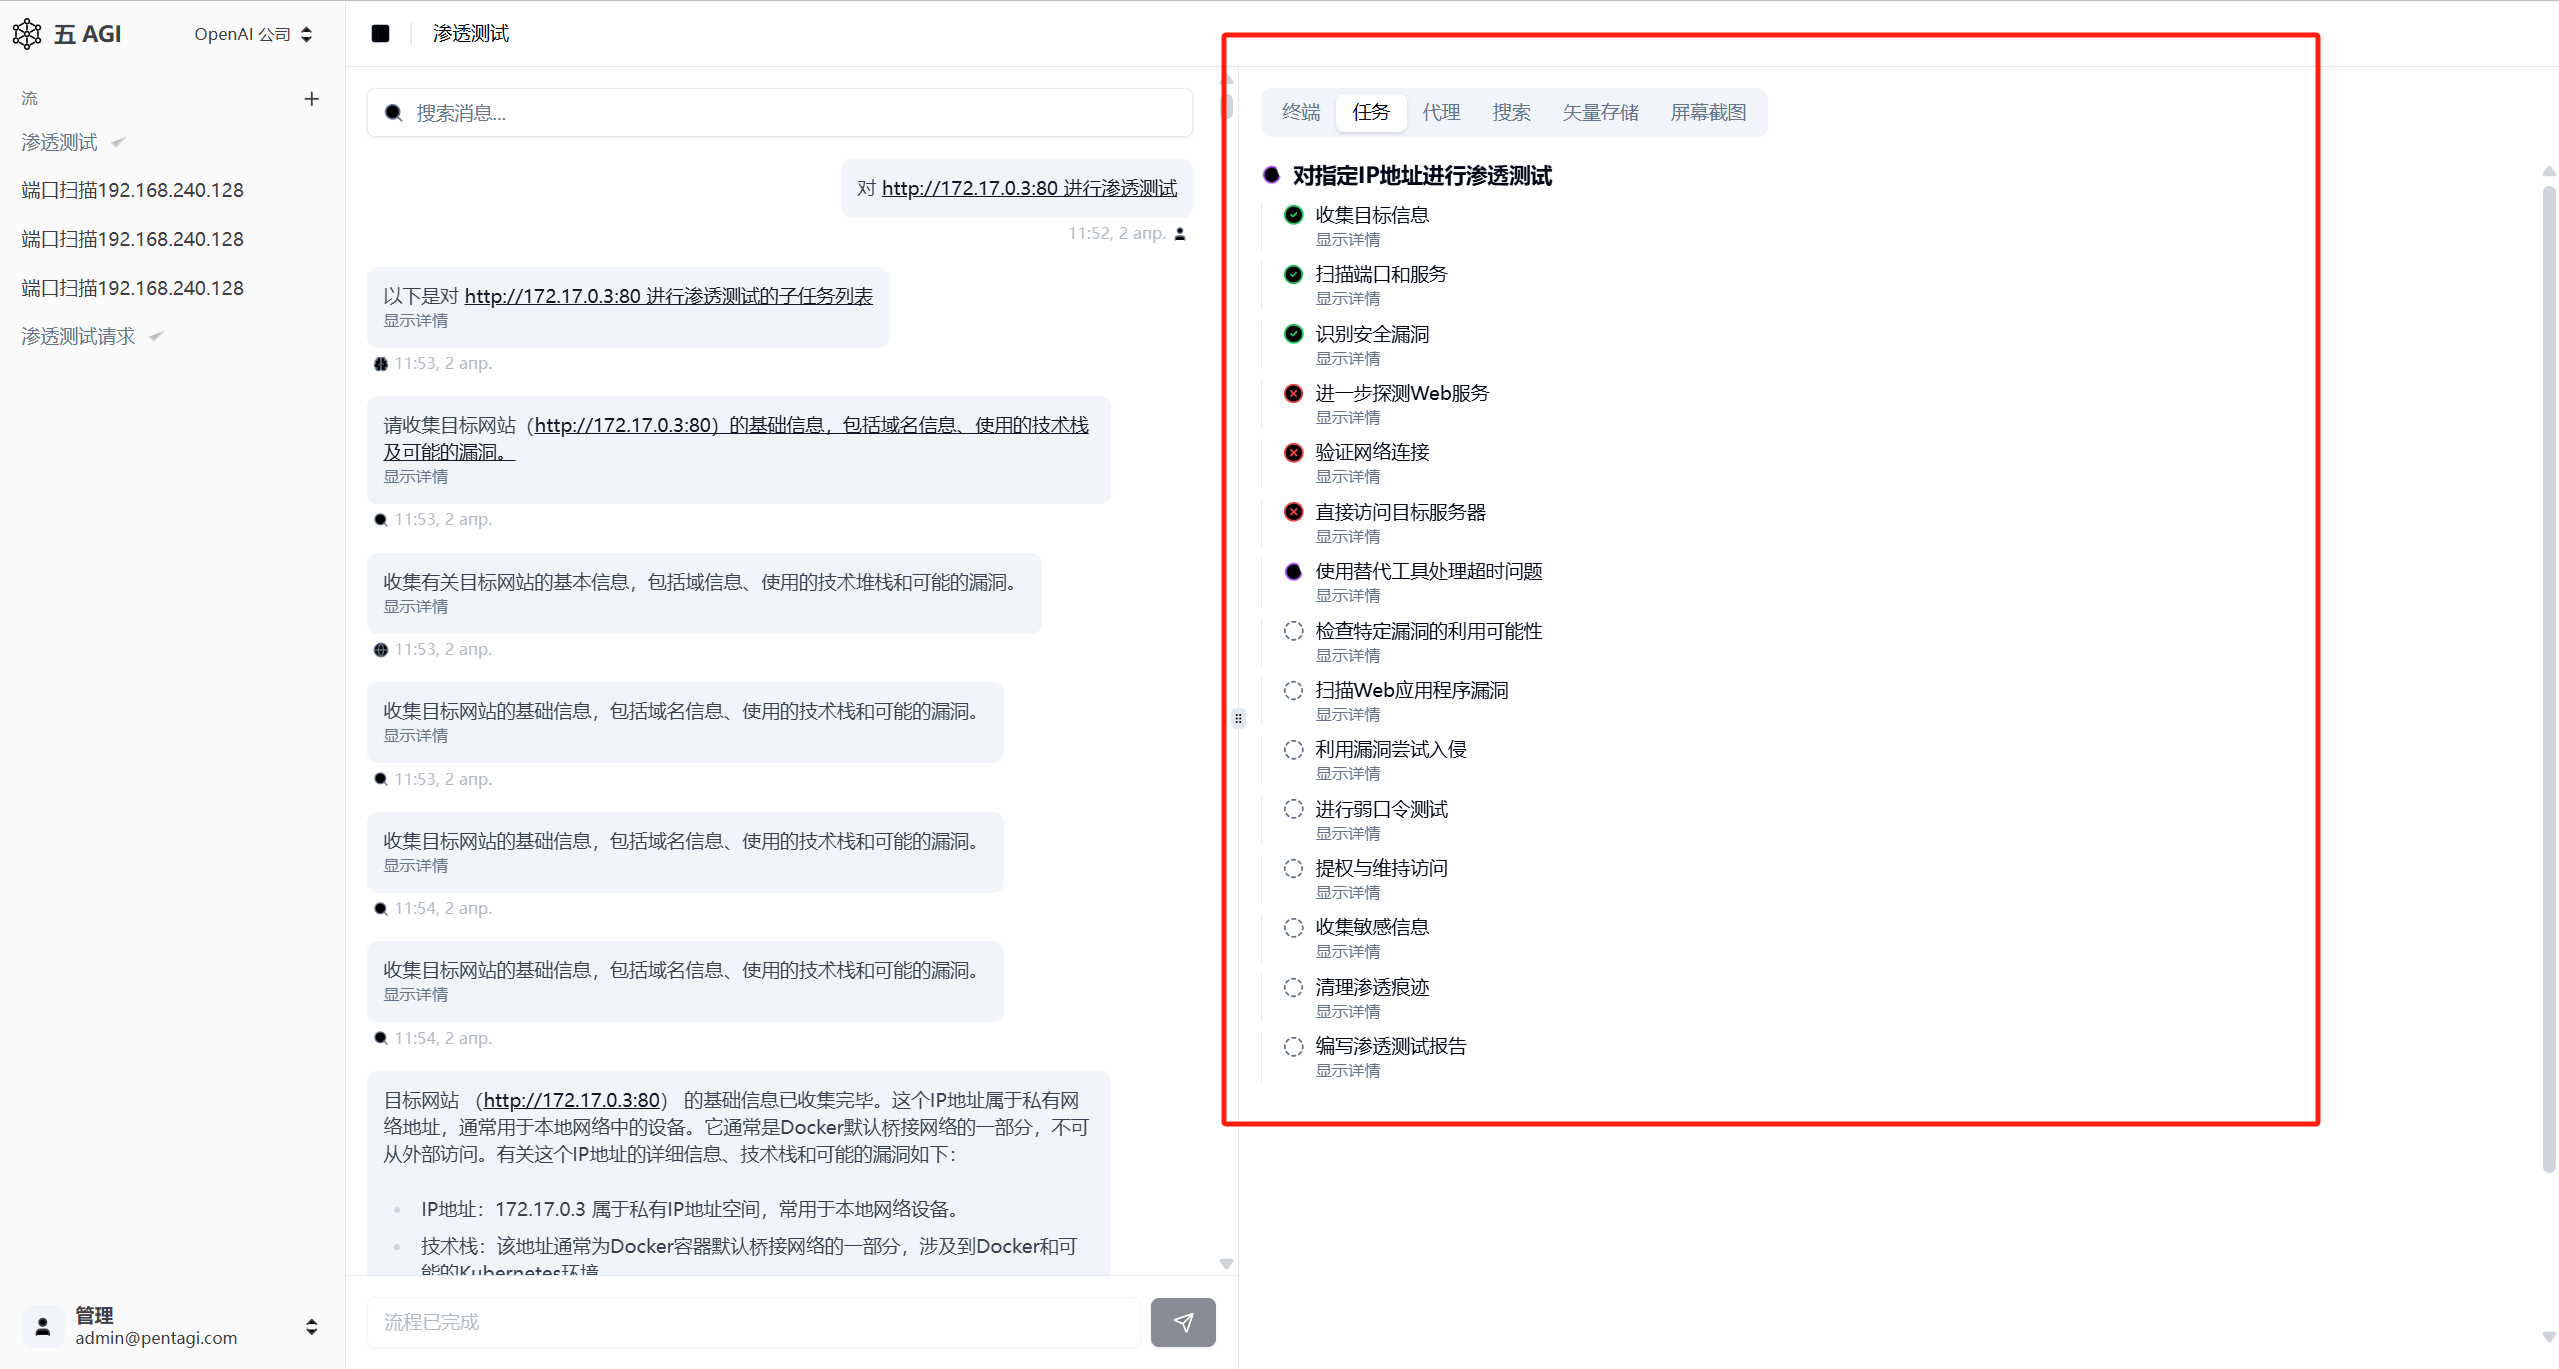 五 AGI
OpenAI 公司
渗透测试
流
渗透测试
端口扫描192.168.240.128
端口扫描192.168.240.128
端口扫描192.168.240.128
渗透测试请求
管理
admin@pentagi.com
搜索消息...
对 http://172.17.0.3:80 进行渗透测试
11:52, 2 апр.
以下是对 http://172.17.0.3:80 进行渗透测试的子任务列表
显示详情
11:53, 2 апр.
请收集目标网站（http://172.17.0.3:80）的基础信息，包括域名信息、使用的技术栈
及可能的漏洞。
显示详情
11:53, 2 апр.
收集有关目标网站的基本信息，包括域信息、使用的技术堆栈和可能的漏洞。
显示详情
11:53, 2 апр.
收集目标网站的基础信息，包括域名信息、使用的技术栈和可能的漏洞。
显示详情
11:53, 2 апр.
收集目标网站的基础信息，包括域名信息、使用的技术栈和可能的漏洞。
显示详情
11:54, 2 апр.
收集目标网站的基础信息，包括域名信息、使用的技术栈和可能的漏洞。
显示详情
11:54, 2 апр.
目标网站 （http://172.17.0.3:80） 的基础信息已收集完毕。这个IP地址属于私有网
络地址，通常用于本地网络中的设备。它通常是Docker默认桥接网络的一部分，不可
从外部访问。有关这个IP地址的详细信息、技术栈和可能的漏洞如下：
IP地址：172.17.0.3 属于私有IP地址空间，常用于本地网络设备。
技术栈：该地址通常为Docker容器默认桥接网络的一部分，涉及到Docker和可
能的Kubernetes环境
流程已完成
终端 任务 代理 搜索 矢量存储 屏幕截图
对指定IP地址进行渗透测试
收集目标信息
显示详情
扫描端口和服务
显示详情
识别安全漏洞
显示详情
进一步探测Web服务
显示详情
验证网络连接
显示详情
直接访问目标服务器
显示详情
使用替代工具处理超时问题
显示详情
检查特定漏洞的利用可能性
显示详情
扫描Web应用程序漏洞
显示详情
利用漏洞尝试入侵
显示详情
进行弱口令测试
显示详情
提权与维持访问
显示详情
收集敏感信息
显示详情
清理渗透痕迹
显示详情
编写渗透测试报告
显示详情